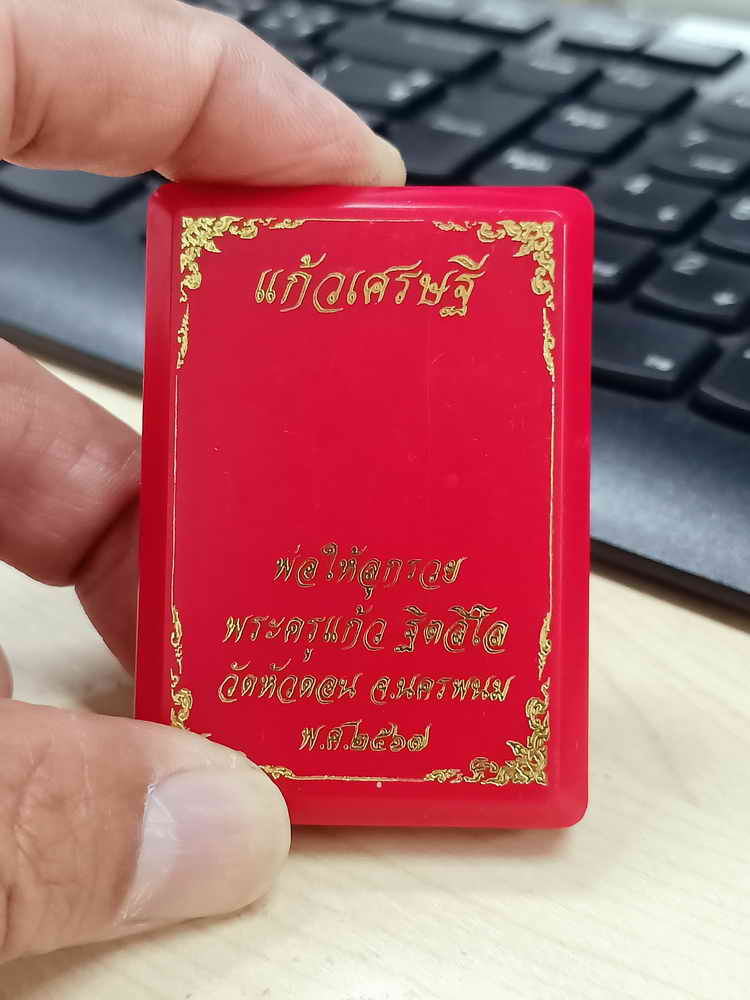 แก้วเศรษฐี
พ่อให้ลูกรวย
พระครูแก้ว ฐิตสีโล
วัดหัวดอน จ.นครพนม
พ.ศ.๒๕๖๗